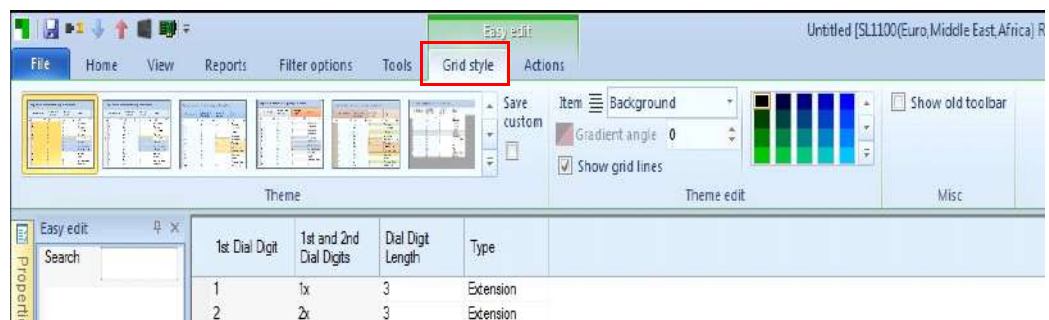 Easy edit
Untitled [SL1100(Euro,Middle East,Africa) R
File Home View Reports Filter options Tools Grid style Actions
Save custom
Item Background
Gradient angle 0
Show grid lines
Show old toolbar
Theme Theme edit Misc
Properti
Easy edit
Search
1st Dial Digit 1st and 2nd Dial Digits Dial Digit Length Type
1 1x 3 Extension
2 2x 3 Extension